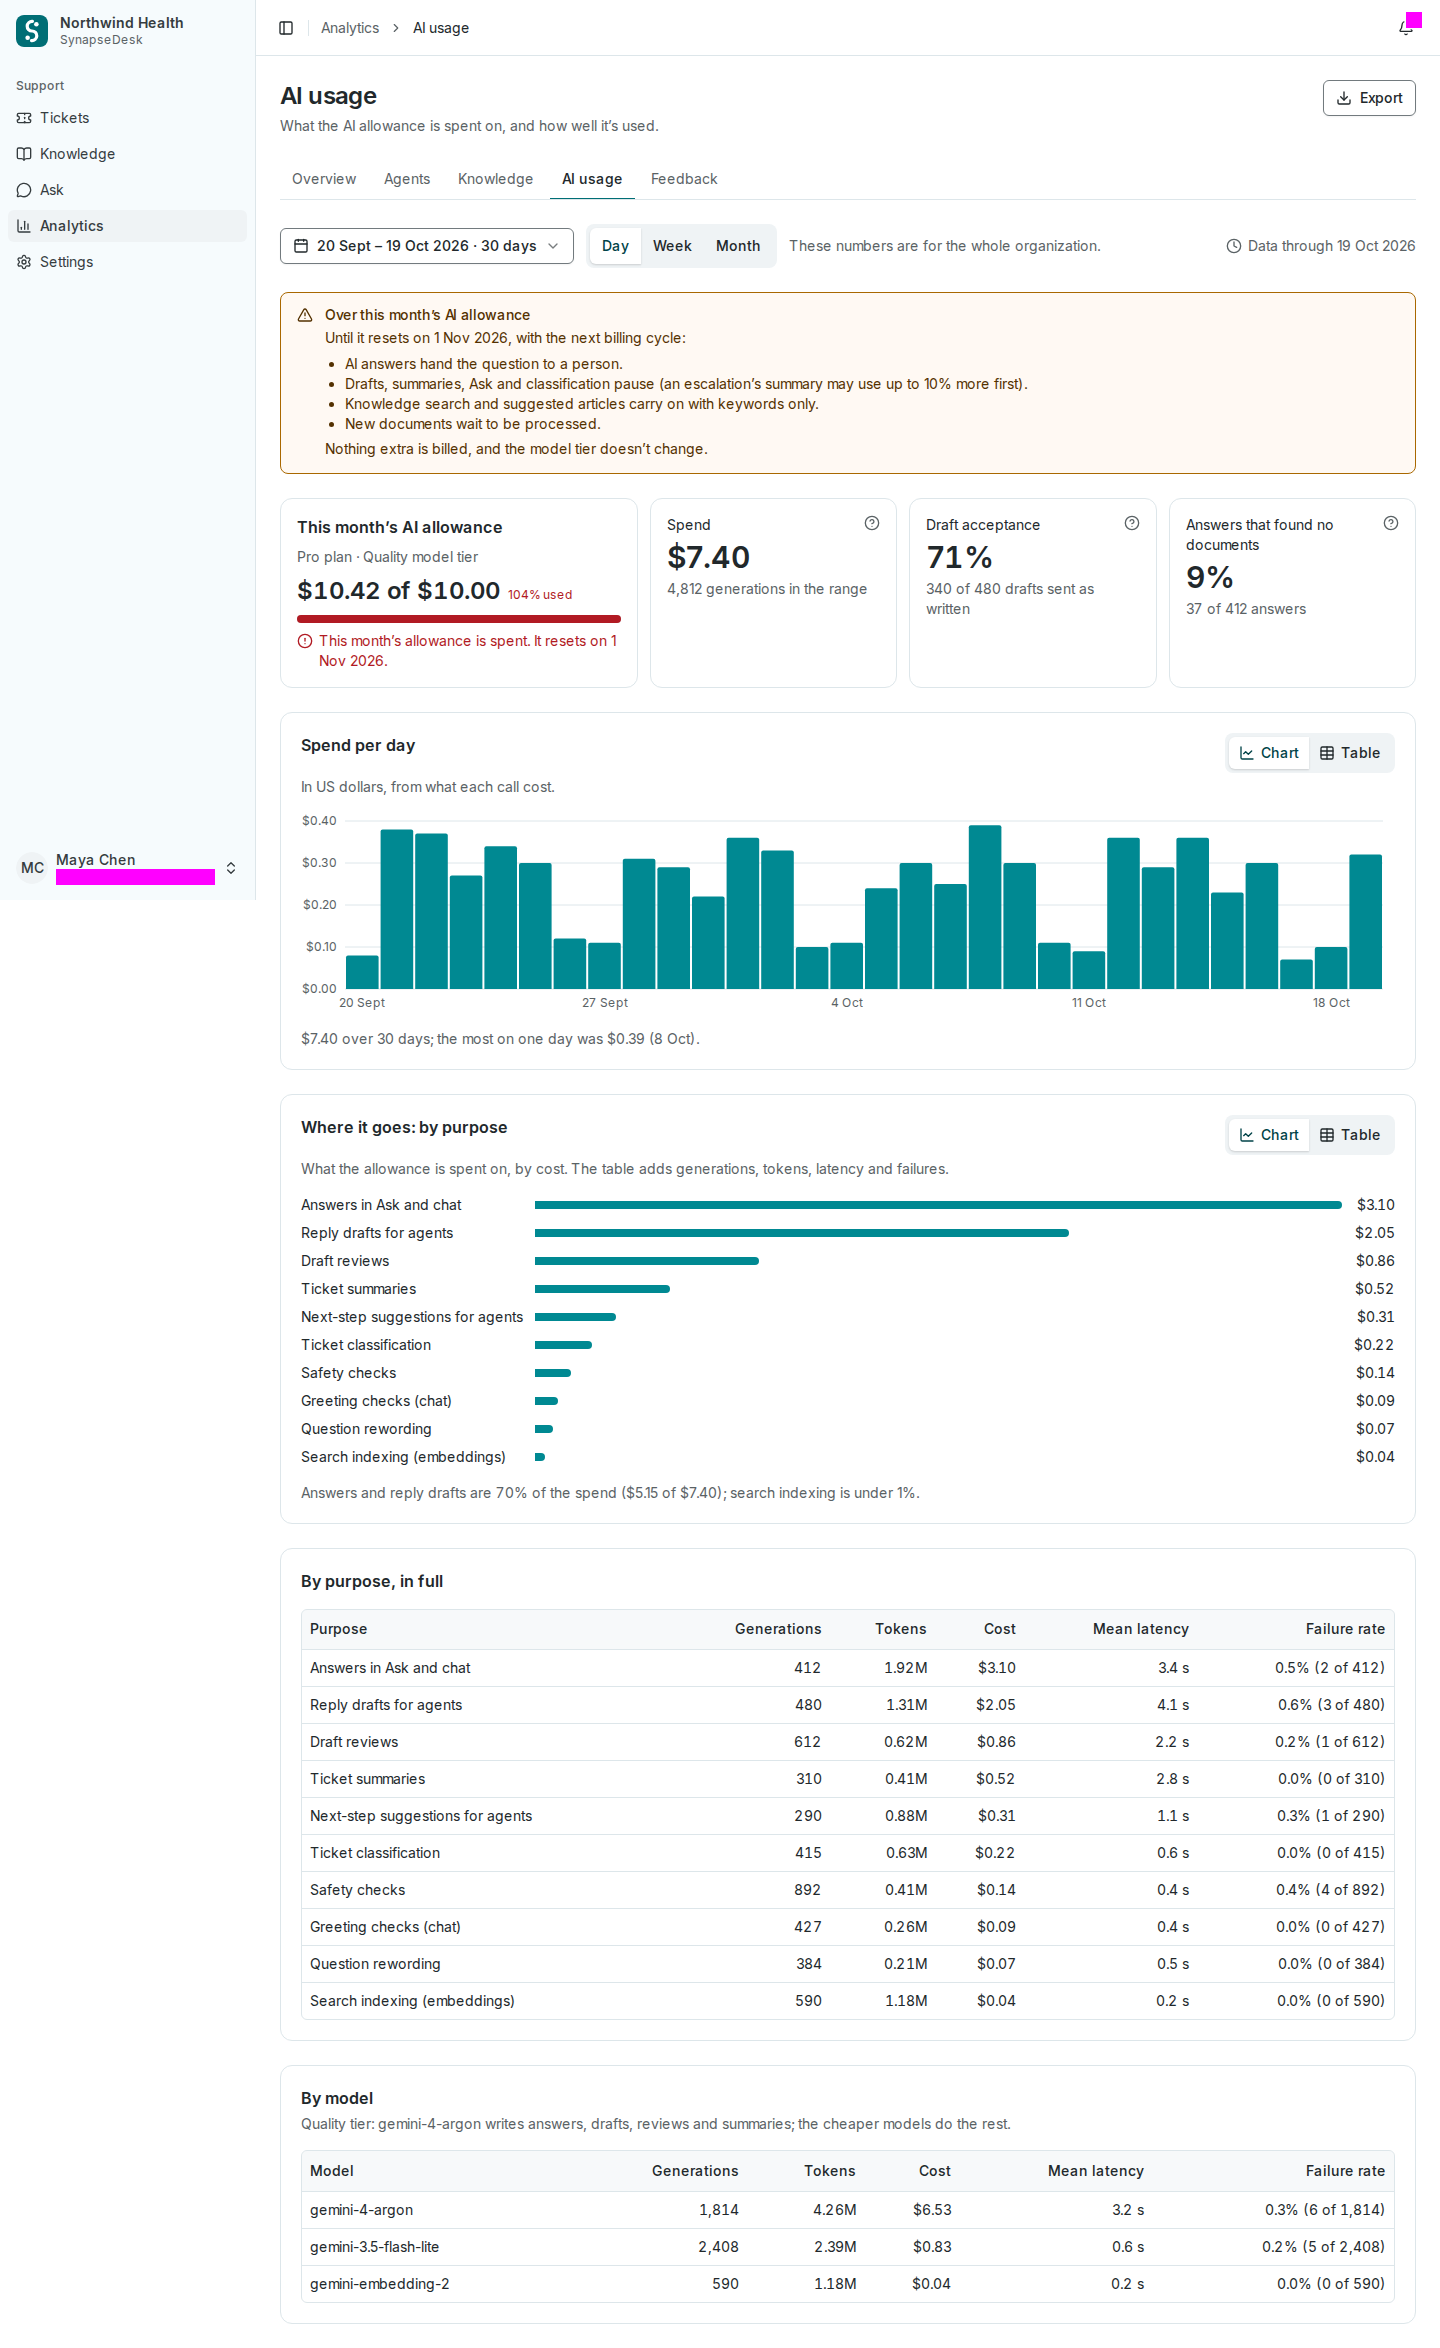 Northwind Health
SynapseDesk
Support
Tickets
Knowledge
Ask
Analytics
Settings
MC
Maya Chen
Analytics > AI usage
AI usage
What the AI allowance is spent on, and how well it’s used.
Export
Overview Agents Knowledge AI usage Feedback
20 Sept – 19 Oct 2026 · 30 days Day Week Month These numbers are for the whole organization. Data through 19 Oct 2026
Over this month’s AI allowance
Until it resets on 1 Nov 2026, with the next billing cycle:
• AI answers hand the question to a person.
• Drafts, summaries, Ask and classification pause (an escalation’s summary may use up to 10% more first).
• Knowledge search and suggested articles carry on with keywords only.
• New documents wait to be processed.
Nothing extra is billed, and the model tier doesn’t change.
This month’s AI allowance
Pro plan · Quality model tier
$10.42 of $10.00 104% used
This month’s allowance is spent. It resets on 1
Nov 2026.
Spend
$7.40
4,812 generations in the range
Draft acceptance
71%
340 of 480 drafts sent as
written
Answers that found no
documents
9%
37 of 412 answers
Spend per day
Chart Table
In US dollars, from what each call cost.
$0.40
$0.30
$0.20
$0.10
$0.00
20 Sept 27 Sept 4 Oct 11 Oct 18 Oct
$7.40 over 30 days; the most on one day was $0.39 (8 Oct).
Where it goes: by purpose
Chart Table
What the allowance is spent on, by cost. The table adds generations, tokens, latency and failures.
Answers in Ask and chat $3.10
Reply drafts for agents $2.05
Draft reviews $0.86
Ticket summaries $0.52
Next-step suggestions for agents $0.31
Ticket classification $0.22
Safety checks $0.14
Greeting checks (chat) $0.09
Question rewording $0.07
Search indexing (embeddings) $0.04
Answers and reply drafts are 70% of the spend ($5.15 of $7.40); search indexing is under 1%.
By purpose, in full
Purpose Generations Tokens Cost Mean latency Failure rate
Answers in Ask and chat 412 1.92M $3.10 3.4 s 0.5% (2 of 412)
Reply drafts for agents 480 1.31M $2.05 4.1 s 0.6% (3 of 480)
Draft reviews 612 0.62M $0.86 2.2 s 0.2% (1 of 612)
Ticket summaries 310 0.41M $0.52 2.8 s 0.0% (0 of 310)
Next-step suggestions for agents 290 0.88M $0.31 1.1 s 0.3% (1 of 290)
Ticket classification 415 0.63M $0.22 0.6 s 0.0% (0 of 415)
Safety checks 892 0.41M $0.14 0.4 s 0.4% (4 of 892)
Greeting checks (chat) 427 0.26M $0.09 0.4 s 0.0% (0 of 427)
Question rewording 384 0.21M $0.07 0.5 s 0.0% (0 of 384)
Search indexing (embeddings) 590 1.18M $0.04 0.2 s 0.0% (0 of 590)
By model
Quality tier: gemini-4-argon writes answers, drafts, reviews and summaries; the cheaper models do the rest.
Model Generations Tokens Cost Mean latency Failure rate
gemini-4-argon 1,814 4.26M $6.53 3.2 s 0.3% (6 of 1,814)
gemini-3.5-flash-lite 2,408 2.39M $0.83 0.6 s 0.2% (5 of 2,408)
gemini-embedding-2 590 1.18M $0.04 0.2 s 0.0% (0 of 590)